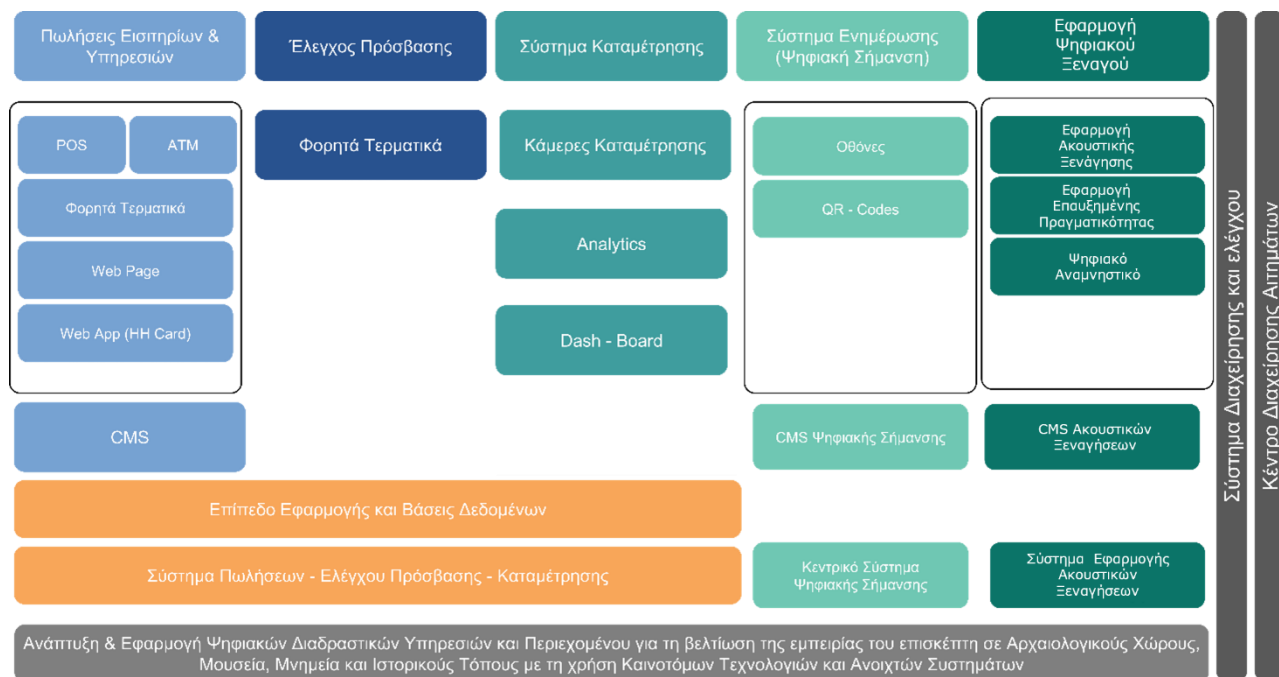 Πωλήσεις Εισιτηρίων &
Υπηρεσιών
Έλεγχος Πρόσβασης
Σύστημα Καταμέτρησης
Σύστημα Ενημέρωσης
(Ψηφιακή Σήμανση)
Εφαρμογή
Ψηφιακού
Ξεναγού
POS
ATM
Φορητά Τερματικά
Web Page
Web App (HH Card)
Φορητά Τερματικά
Κάμερες Καταμέτρησης
Analytics
Dash - Board
Οθόνες
QR - Codes
Εφαρμογή
Ακουστικής
Ξενάγησης
Εφαρμογή
Επαυξημένης
Πραγματικότητας
Ψηφιακό
Αναμνηστικό
CMS
CMS Ψηφιακής Σήμανσης
CMS Ακουστικών
Ξεναγήσεων
Επίπεδο Εφαρμογής και Βάσεις Δεδομένων
Σύστημα Πωλήσεων - Ελέγχου Πρόσβασης - Καταμέτρησης
Κεντρικό Σύστημα
Ψηφιακής Σήμανσης
Σύστημα Εφαρμογής
Ακουστικών
Ξεναγήσεων
Σύστημα Διαχείρησης και ελέγχου
Κέντρο Διαχείρησης Αιτημάτων
Ανάπτυξη & Εφαρμογή Ψηφιακών Διαδραστικών Υπηρεσιών και Περιεχομένου για τη βελτίωση της εμπειρίας του επισκέπτη σε Αρχαιολογικούς Χώρους,
Μουσεία, Μνημεία και Ιστορικούς Τόπους με τη χρήση Καινοτόμων Τεχνολογιών και Ανοιχτών Συστημάτων